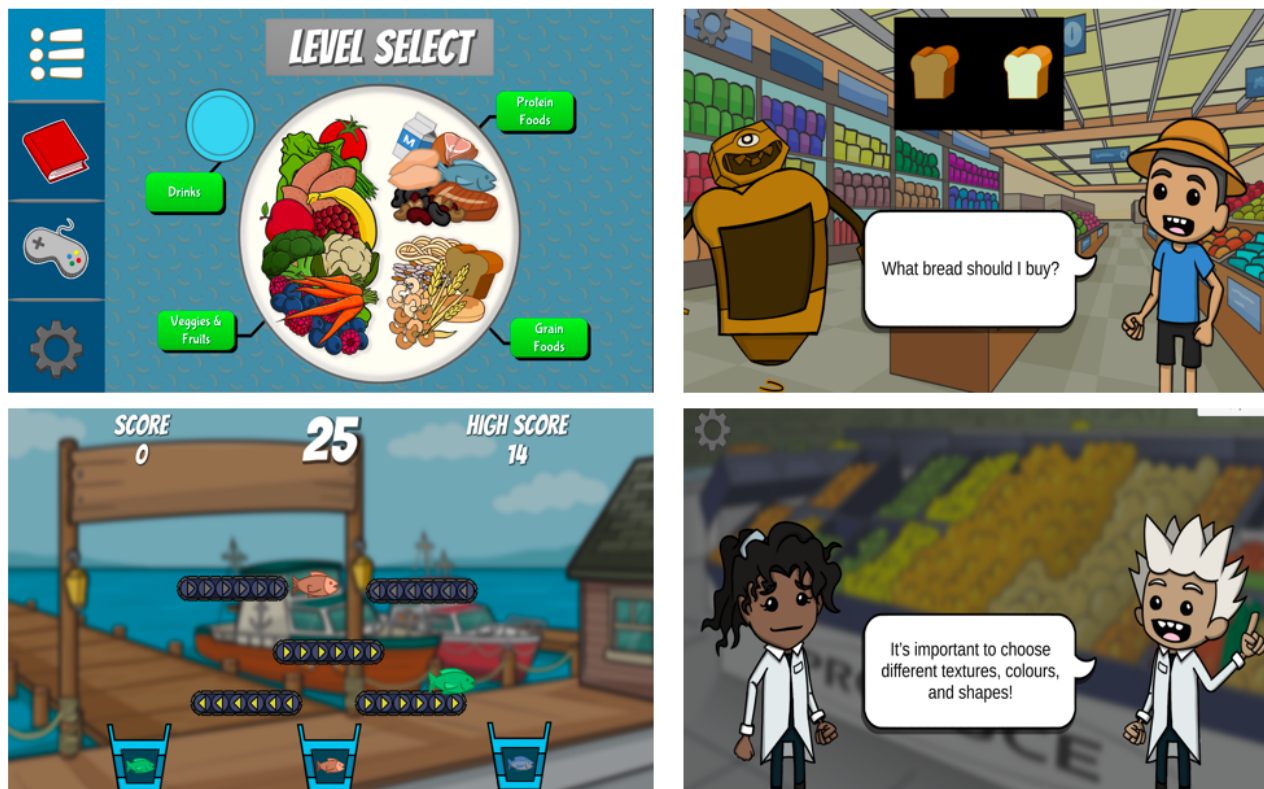 LEVEL SELECT
Protein
Foods
Drinks
M
Veggies &
Fruits
Grain
Foods
What bread should I buy?
SCORE
0
25
HIGH SCORE
14
It's important to choose
different textures, colours,
and shapes!